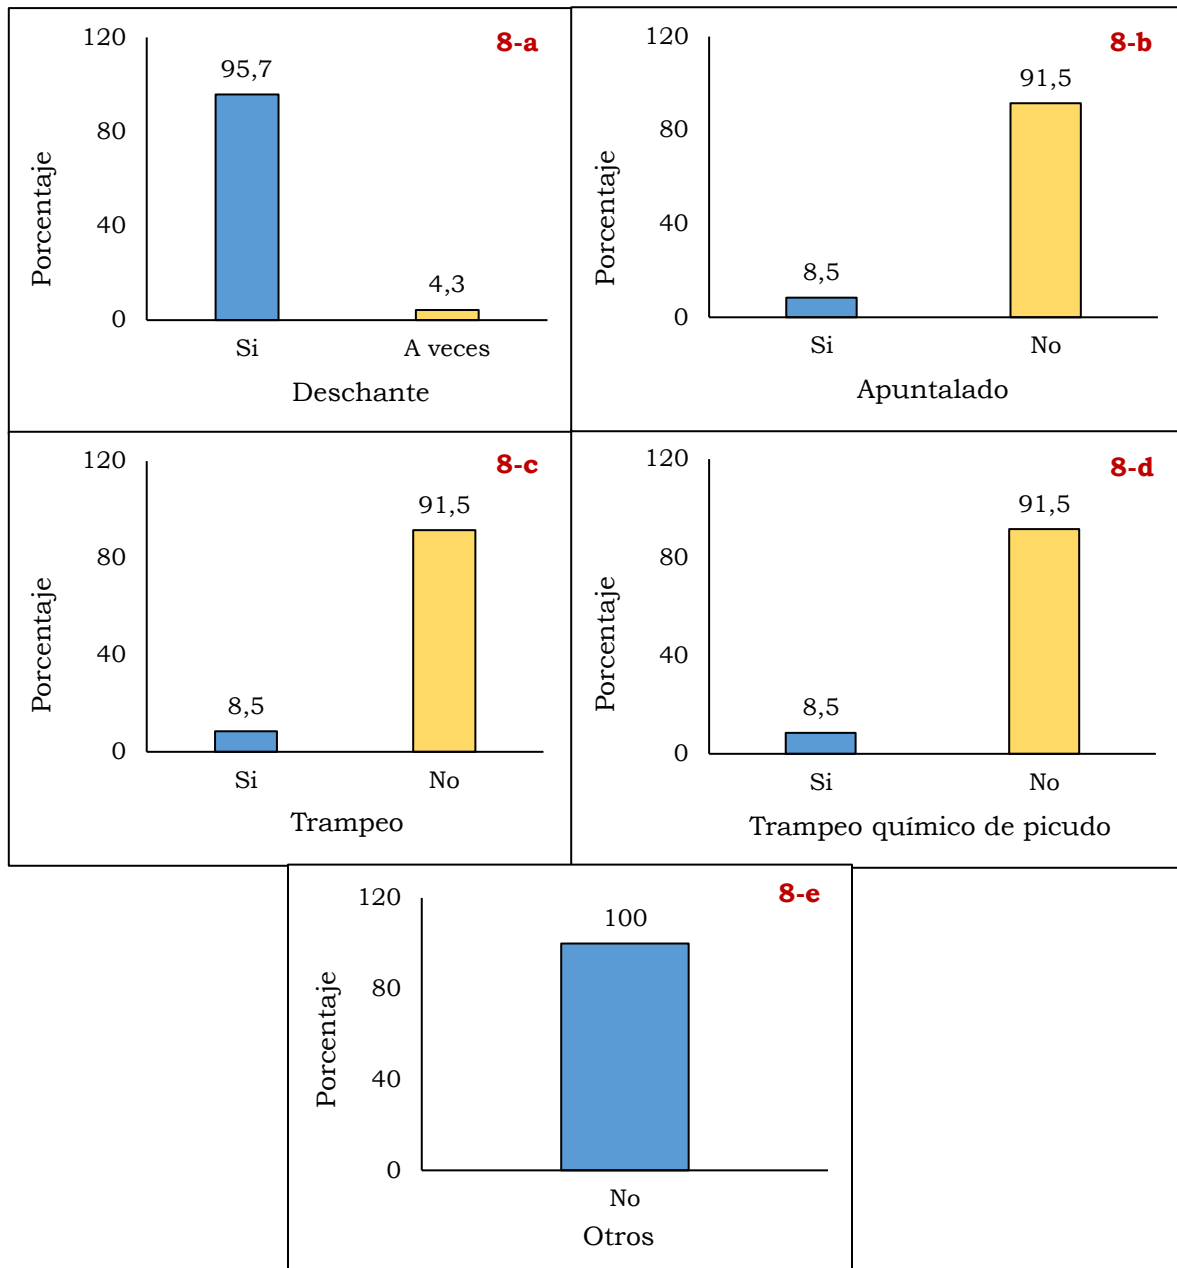 8-a
120
80
40
0
Porcentaje
95,7
4,3
Si
A veces
Deschante
8-b
120
80
40
0
Porcentaje
8,5
91,5
Si
No
Apuntalado
8-c
120
80
40
0
Porcentaje
8,5
91,5
Si
No
Trampeo
8-d
120
80
40
0
Porcentaje
8,5
91,5
Si
No
Trampeo químico de picudo
8-e
120
80
40
0
Porcentaje
100
No
Otros